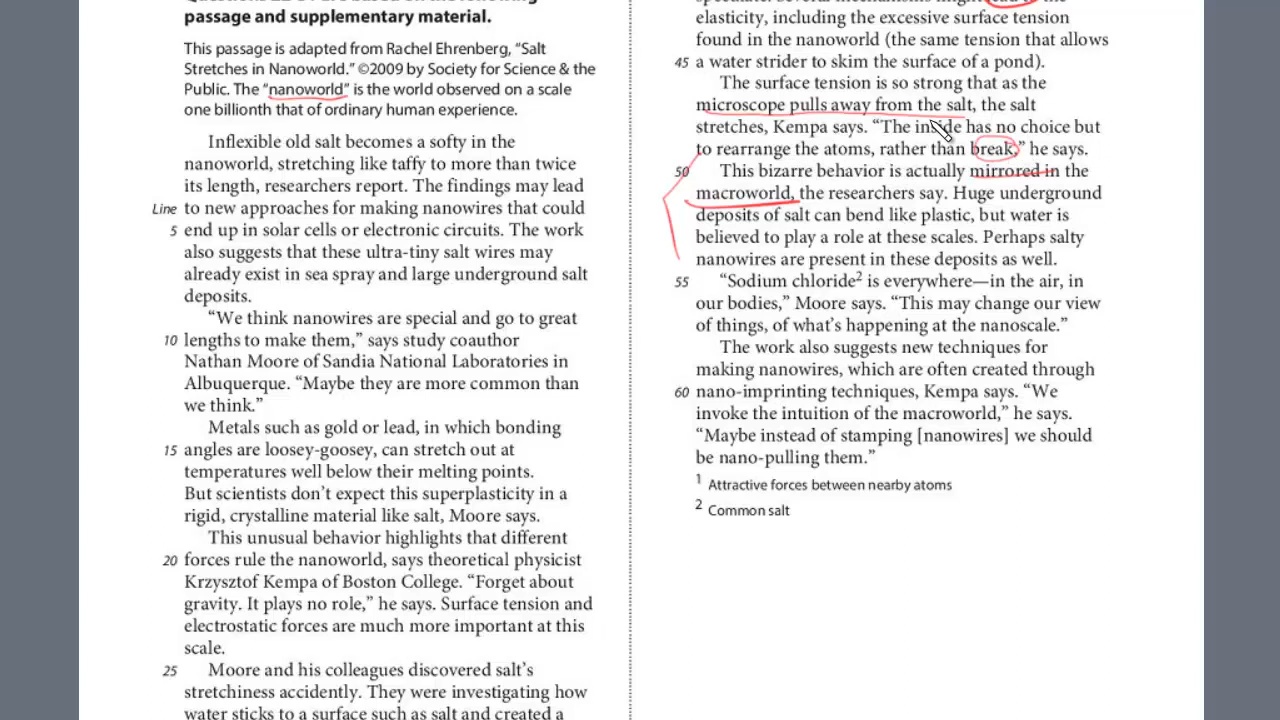 passage and supplementary material.
This passage is adapted from Rachel Ehrenberg, “Salt
Stretches in Nanoworld.” ©2009 by Society for Science & the
Public. The “nanoworld” is the world observed on a scale
one billionth that of ordinary human experience.
Inflexible old salt becomes a softy in the
nanoworld, stretching like taffy to more than twice
its length, researchers report. The findings may lead
Line to new approaches for making nanowires that could
5 end up in solar cells or electronic circuits. The work
also suggests that these ultra-tiny salt wires may
already exist in sea spray and large underground salt
deposits.
“We think nanowires are special and go to great
10 lengths to make them,” says study coauthor
Nathan Moore of Sandia National Laboratories in
Albuquerque. “Maybe they are more common than
we think.”
Metals such as gold or lead, in which bonding
15 angles are loosey-goosey, can stretch out at
temperatures well below their melting points.
But scientists don’t expect this superplasticity in a
rigid, crystalline material like salt, Moore says.
This unusual behavior highlights that different
20 forces rule the nanoworld, says theoretical physicist
Krzysztof Kempa of Boston College. “Forget about
gravity. It plays no role,” he says. Surface tension and
electrostatic forces are much more important at this
scale.
25 Moore and his colleagues discovered salt’s
stretchiness accidently. They were investigating how
water sticks to a surface such as salt and created a
elasticity, including the excessive surface tension
found in the nanoworld (the same tension that allows
45 a water strider to skim the surface of a pond).
The surface tension is so strong that as the
microscope pulls away from the salt, the salt
stretches, Kempa says. “The inside has no choice but
to rearrange the atoms, rather than break,” he says.
50 This bizarre behavior is actually mirrored in the
macroworld, the researchers say. Huge underground
deposits of salt can bend like plastic, but water is
believed to play a role at these scales. Perhaps salty
nanowires are present in these deposits as well.
55 “Sodium chloride2 is everywhere—in the air, in
our bodies,” Moore says. “This may change our view
of things, of what’s happening at the nanoscale.”
The work also suggests new techniques for
making nanowires, which are often created through
60 nano-imprinting techniques, Kempa says. “We
invoke the intuition of the macroworld,” he says.
“Maybe instead of stamping [nanowires] we should
be nano-pulling them.”
1 Attractive forces between nearby atoms
2 Common salt